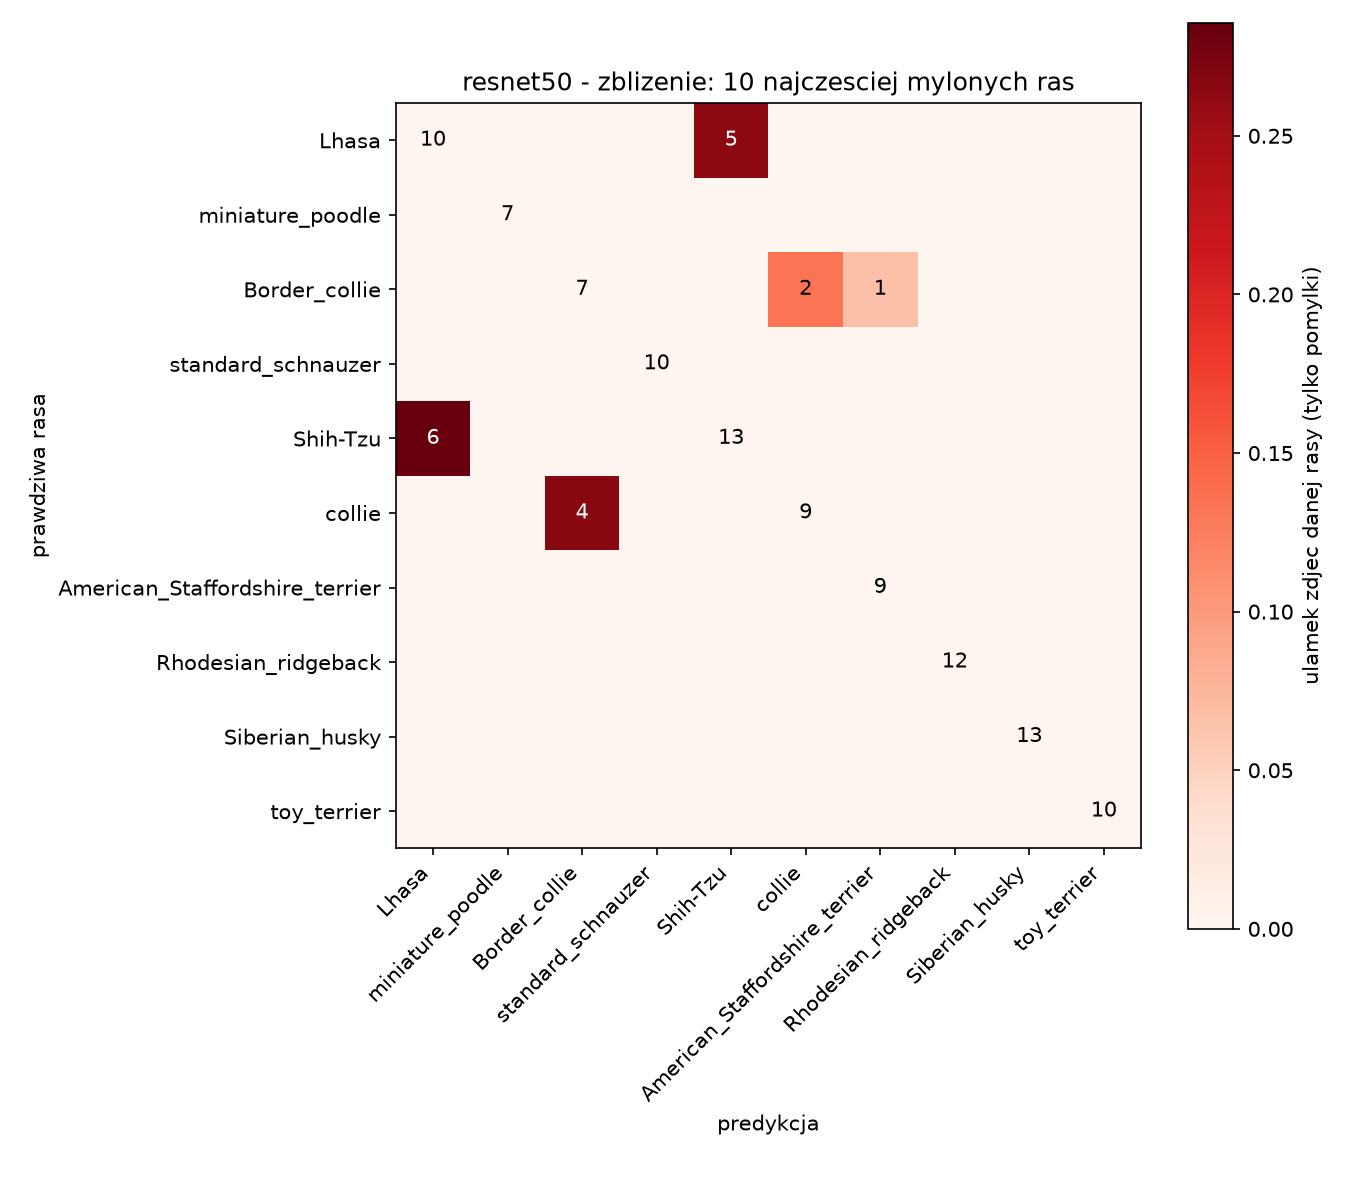 resnet50 - zblizenie: 10 najczesciej mylonych ras
prawdziwa rasa
Lhasa 10 5
miniature_poodle 7
Border_collie 7 2 1
standard_schnauzer 10
Shih-Tzu 6 13
collie 4 9
American_Staffordshire_terrier 9
Rhodesian_ridgeback 12
Siberian_husky 13
toy_terrier 10
Lhasa
miniature_poodle
Border_collie
standard_schnauzer
Shih-Tzu
collie
American_Staffordshire_terrier
Rhodesian_ridgeback
Siberian_husky
toy_terrier
predykcja
0.25
0.20
0.15
0.10
0.05
0.00
ulamek zdjec danej rasy (tylko pomylki)